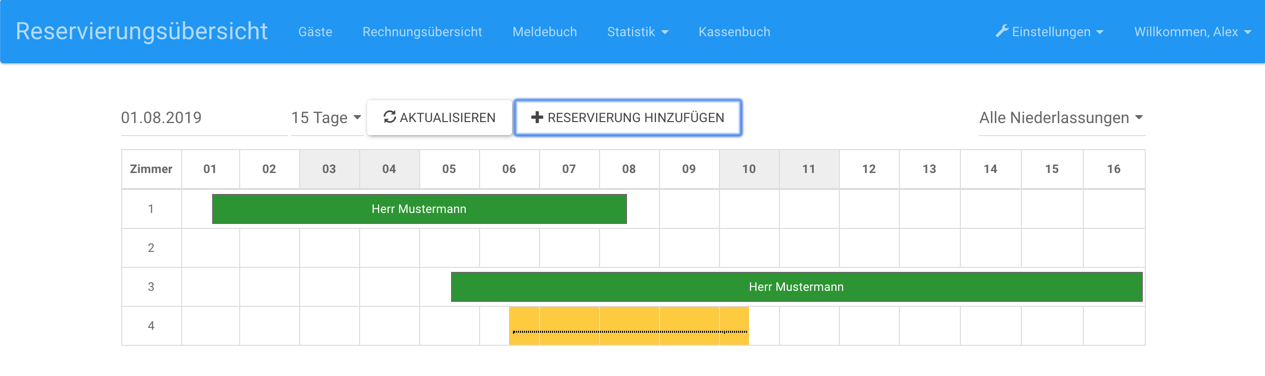 Reservierungsübersicht Gäste Rechnungsübersicht Meldebuch Statistik Kassenbuch Einstellungen Willkommen, Alex
01.08.2019 15 Tage AKTUALISIEREN RESERVIERUNG HINZUFÜGEN Alle Niederlassungen
Zimmer 01 02 03 04 05 06 07 08 09 10 11 12 13 14 15 16
1 Herr Mustermann
2
3 Herr Mustermann
4